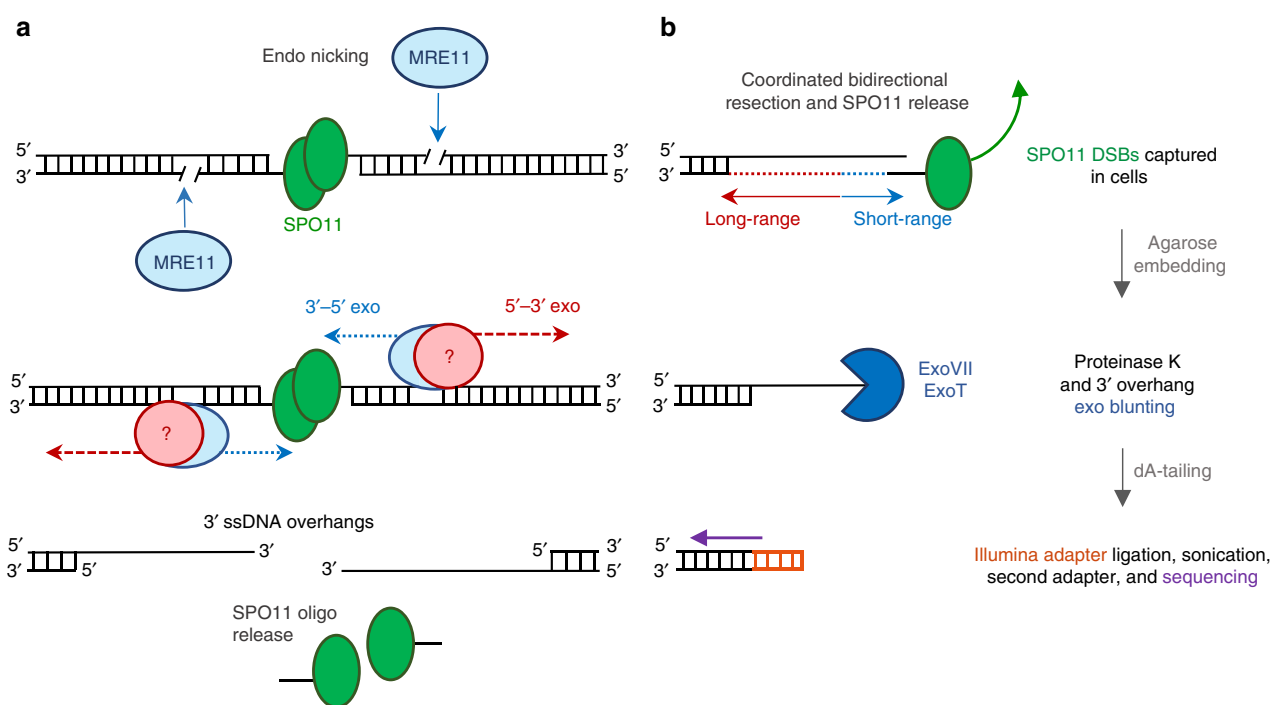 a
Endo nicking
MRE11
5′
3′
3′
5′
SPO11
MRE11
3′–5′ exo
5′–3′ exo
?
5′
3′
3′
5′
?
3′ ssDNA overhangs
5′
3′
3′
5′
5′
3′
3′
5′
SPO11 oligo
release
b
Coordinated bidirectional
resection and SPO11 release
5′
3′
Long-range
Short-range
SPO11 DSBs captured
in cells
Agarose
embedding
5′
3′
ExoVII
ExoT
Proteinase K
and 3′ overhang
exo blunting
dA-tailing
5′
3′
Illumina adapter ligation, sonication,
second adapter, and sequencing